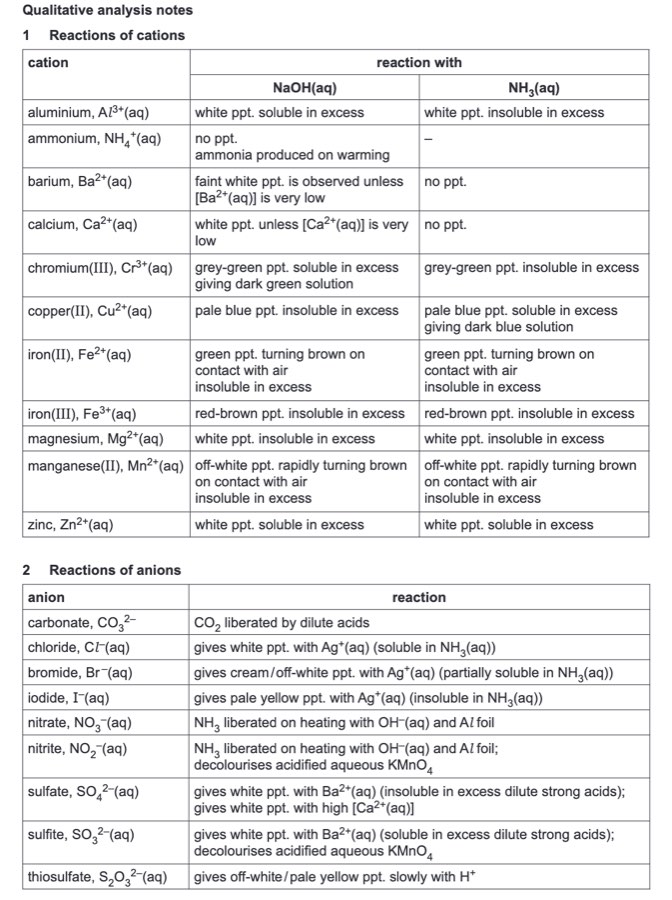 Qualitative analysis notes
1 Reactions of cations
cation
reaction with
NaOH(aq)
NH₃(aq)
aluminium, Al³⁺(aq)
white ppt. soluble in excess
white ppt. insoluble in excess
ammonium, NH₄⁺(aq)
no ppt.
ammonia produced on warming
–
barium, Ba²⁺(aq)
faint white ppt. is observed unless
[Ba²⁺(aq)] is very low
no ppt.
calcium, Ca²⁺(aq)
white ppt. unless [Ca²⁺(aq)] is very
low
no ppt.
chromium(III), Cr³⁺(aq)
grey-green ppt. soluble in excess
giving dark green solution
grey-green ppt. insoluble in excess
copper(II), Cu²⁺(aq)
pale blue ppt. insoluble in excess
pale blue ppt. soluble in excess
giving dark blue solution
iron(II), Fe²⁺(aq)
green ppt. turning brown on
contact with air
insoluble in excess
green ppt. turning brown on
contact with air
insoluble in excess
iron(III), Fe³⁺(aq)
red-brown ppt. insoluble in excess
red-brown ppt. insoluble in excess
magnesium, Mg²⁺(aq)
white ppt. insoluble in excess
white ppt. insoluble in excess
manganese(II), Mn²⁺(aq)
off-white ppt. rapidly turning brown
on contact with air
insoluble in excess
off-white ppt. rapidly turning brown
on contact with air
insoluble in excess
zinc, Zn²⁺(aq)
white ppt. soluble in excess
white ppt. soluble in excess
2 Reactions of anions
anion
reaction
carbonate, CO₃²⁻
CO₂ liberated by dilute acids
chloride, Cl⁻(aq)
gives white ppt. with Ag⁺(aq) (soluble in NH₃(aq))
bromide, Br⁻(aq)
gives cream/off-white ppt. with Ag⁺(aq) (partially soluble in NH₃(aq))
iodide, I⁻(aq)
gives pale yellow ppt. with Ag⁺(aq) (insoluble in NH₃(aq))
nitrate, NO₃⁻(aq)
NH₃ liberated on heating with OH⁻(aq) and Al foil
nitrite, NO₂⁻(aq)
NH₃ liberated on heating with OH⁻(aq) and Al foil;
decolourises acidified aqueous KMnO₄
sulfate, SO₄²⁻(aq)
gives white ppt. with Ba²⁺(aq) (insoluble in excess dilute strong acids);
gives white ppt. with high [Ca²⁺(aq)]
sulfite, SO₃²⁻(aq)
gives white ppt. with Ba²⁺(aq) (soluble in excess dilute strong acids);
decolourises acidified aqueous KMnO₄
thiosulfate, S₂O₃²⁻(aq)
gives off-white/pale yellow ppt. slowly with H⁺